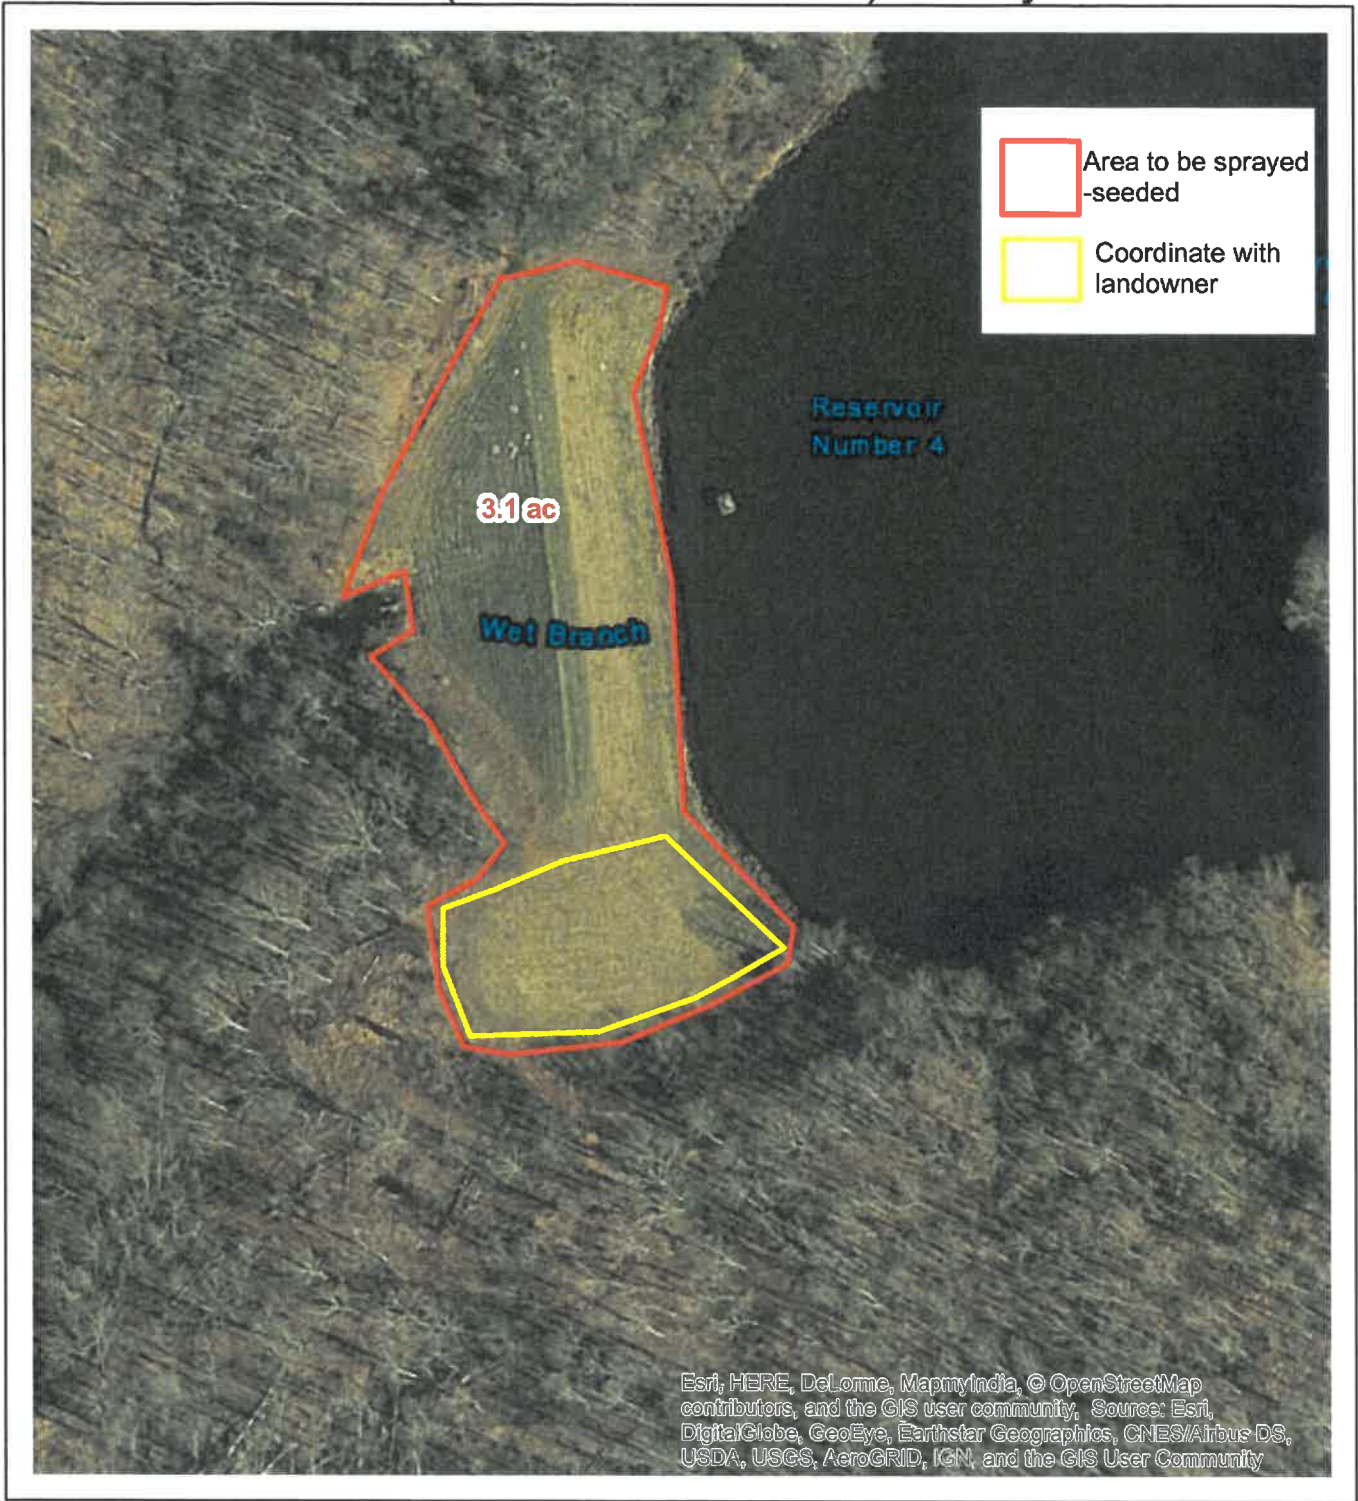 Area to be sprayed
-seeded
Coordinate with
landowner
Reservoir
Number 4
3.1 ac
Wet Branch
Esri, HERE, DeLorme, MapmyIndia, © OpenStreetMap
contributors, and the GIS user community, Source: Esri,
DigitalGlobe, GeoEye, Earthstar Geographics, CNES/Airbus DS,
USDA, USGS, AeroGRID, IGN, and the GIS User Community